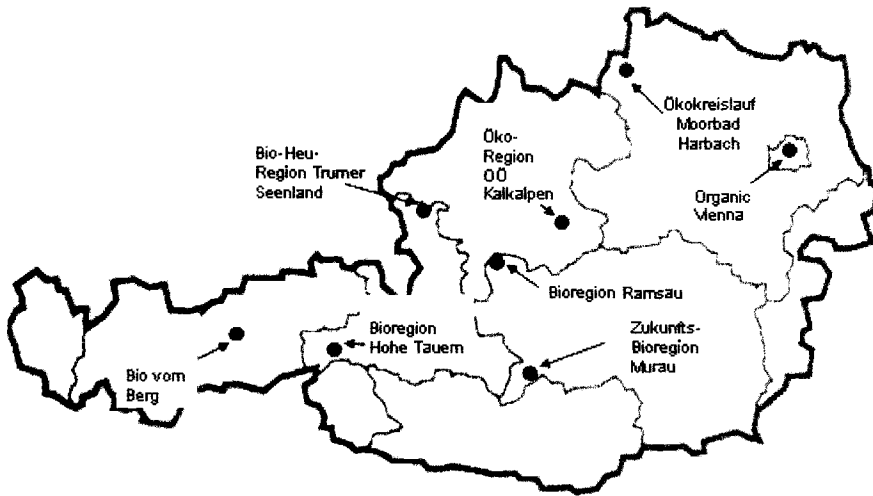 Ökokreislauf
Moorbad
Harbach
Öko-
Region
OÖ
Kalkalpen
Bio-Heu-
Region Trumer
Seenland
Organic
Vienna
Bioregion Ramsau
Bioregion
Hohe Tauern
Zukunfts-
Bioregion
Murau
Bio vom
Berg